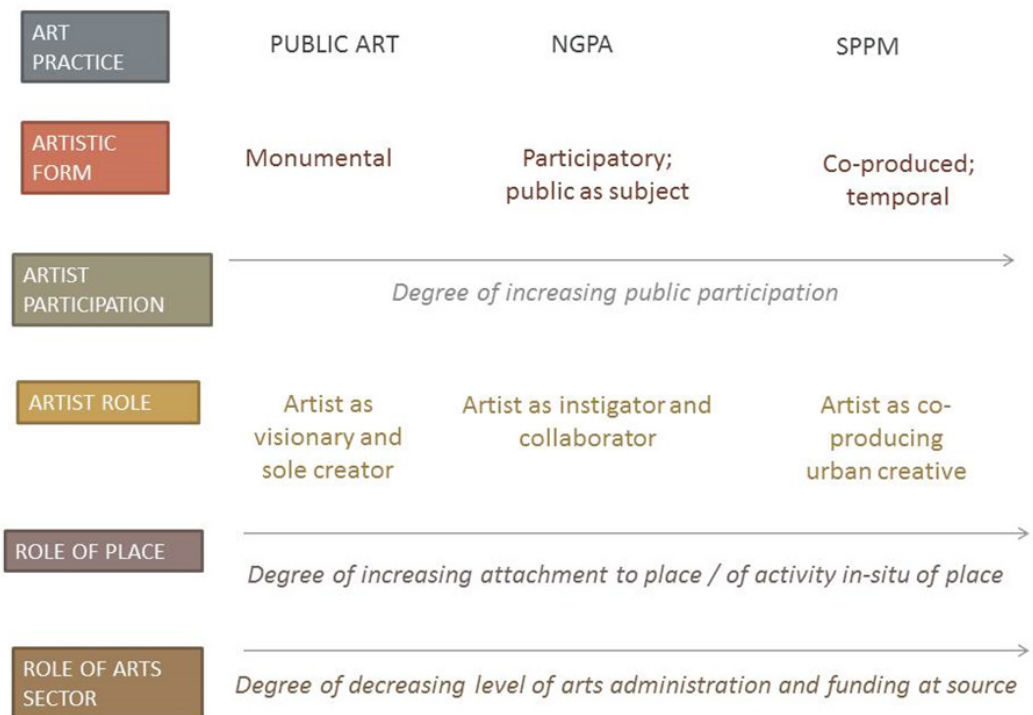 ART
PRACTICE
PUBLIC ART
NGPA
SPPM
ARTISTIC
FORM
Monumental
Participatory;
public as subject
Co-produced;
temporal
ARTIST
PARTICIPATION
Degree of increasing public participation
ARTIST ROLE
Artist as
visionary and
sole creator
Artist as instigator and
collaborator
Artist as co-
producing
urban creative
ROLE OF PLACE
Degree of increasing attachment to place / of activity in-situ of place
ROLE OF ARTS
SECTOR
Degree of decreasing level of arts administration and funding at source